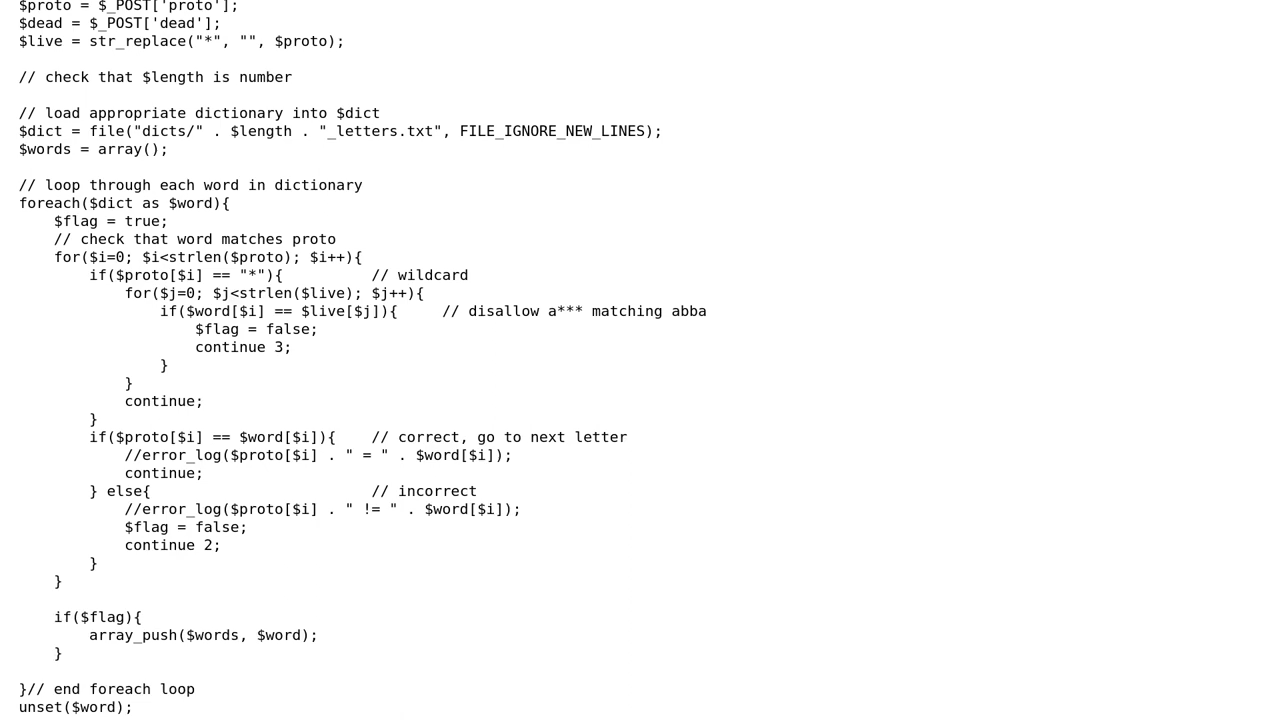 $proto = $_POST['proto'];
$dead = $_POST['dead'];
$live = str_replace("*", "", $proto);

// check that $length is number

// load appropriate dictionary into $dict
$dict = file("dicts/" . $length . "_letters.txt", FILE_IGNORE_NEW_LINES);
$words = array();

// loop through each word in dictionary
foreach($dict as $word){
    $flag = true;
    // check that word matches proto
    for($i=0; $i<strlen($proto); $i++){
        if($proto[$i] == "*"){          // wildcard
            for($j=0; $j<strlen($live); $j++){
                if($word[$i] == $live[$j]){     // disallow a*** matching abba
                    $flag = false;
                    continue 3;
                }
            }
            continue;
        }
        if($proto[$i] == $word[$i]){    // correct, go to next letter
            //error_log($proto[$i] . " = " . $word[$i]);
            continue;
        } else{                         // incorrect
            //error_log($proto[$i] . " != " . $word[$i]);
            $flag = false;
            continue 2;
        }
    }

    if($flag){
        array_push($words, $word);
    }

}// end foreach loop
unset($word);